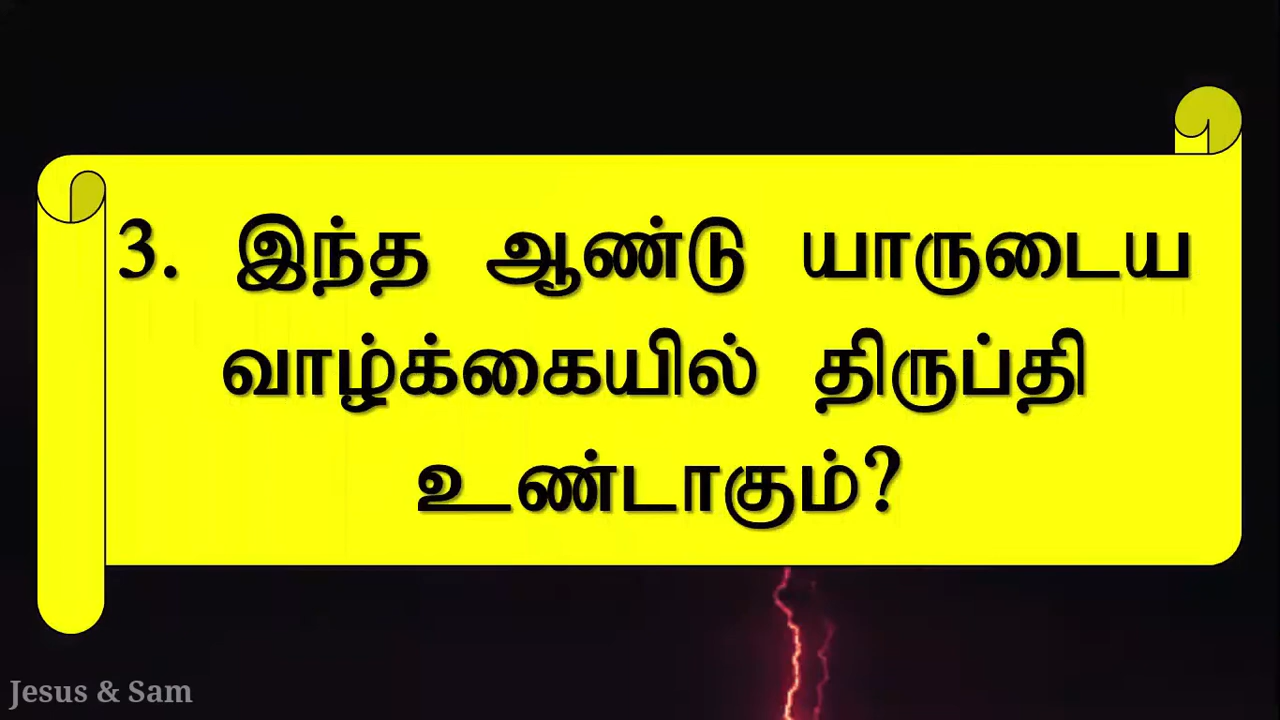 3. இந்த ஆண்டு யாருடைய
வாழ்க்கையில் திருப்தி
உண்டாகும்?
Jesus & Sam